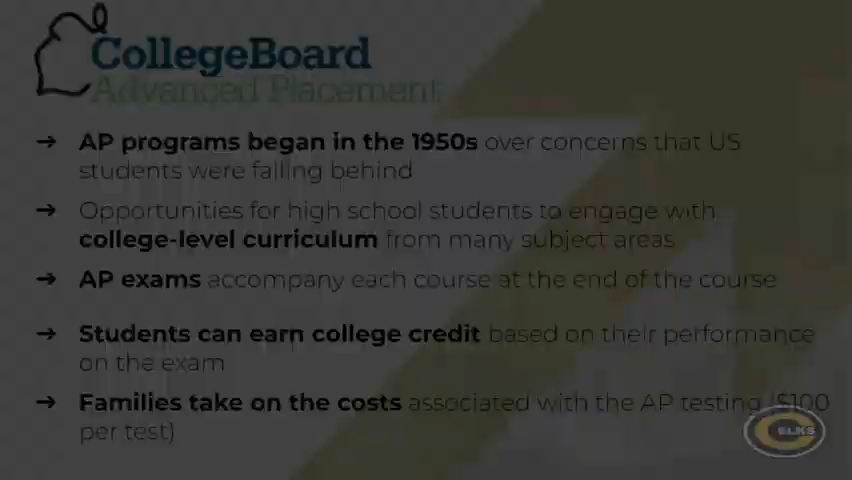 CollegeBoard
Advanced Placement
➔ AP programs began in the 1950s over concerns that US
students were falling behind
➔ Opportunities for high school students to engage with
college-level curriculum from many subject areas
➔ AP exams accompany each course at the end of the course
➔ Students can earn college credit based on their performance
on the exam
➔ Families take on the costs associated with the AP testing ($100
per test)
ELKS